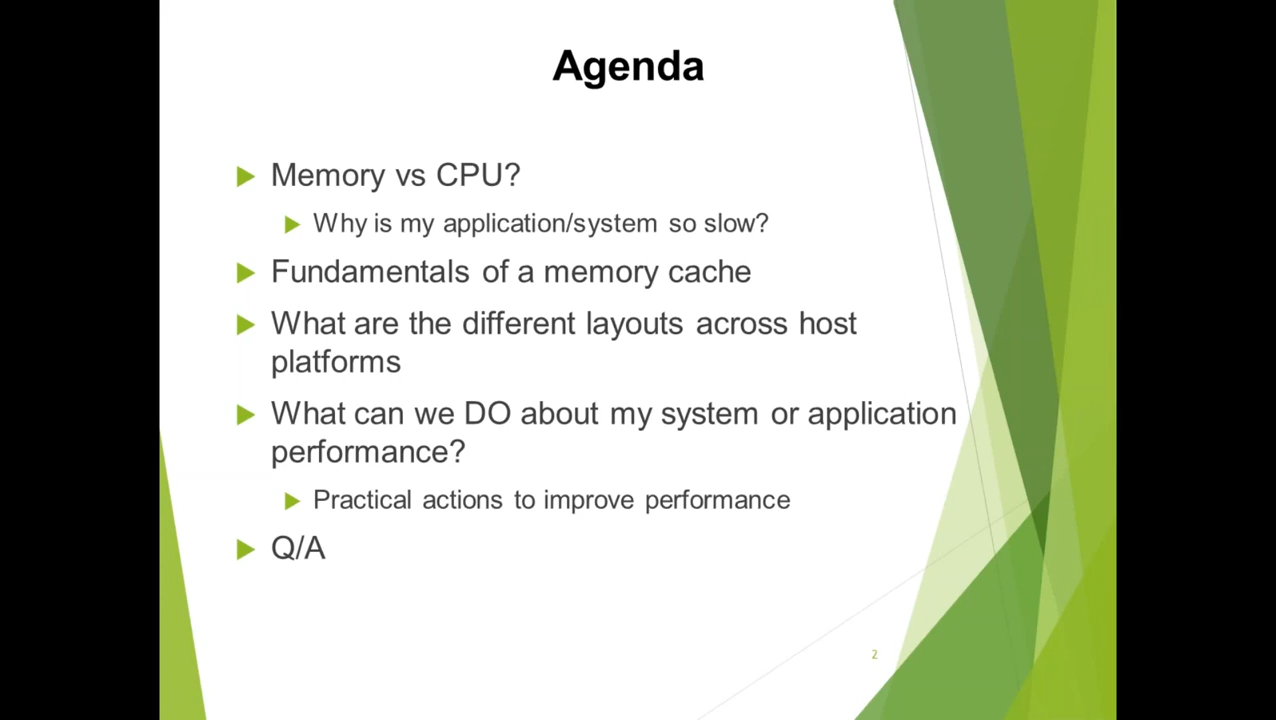 Agenda
Memory vs CPU?
Why is my application/system so slow?
Fundamentals of a memory cache
What are the different layouts across host
platforms
What can we DO about my system or application
performance?
Practical actions to improve performance
Q/A
2